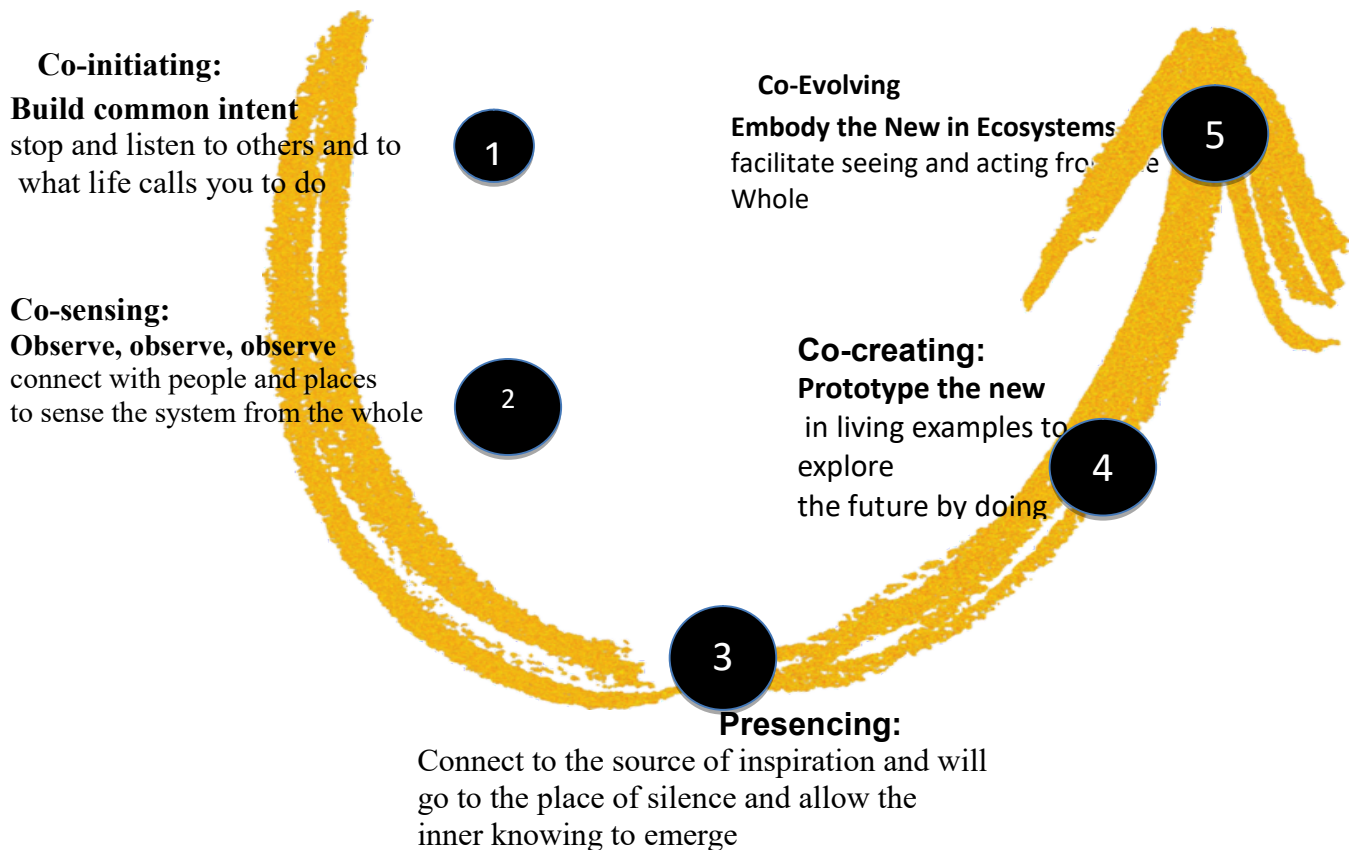 Co-initiating:
Build common intent
stop and listen to others and to
what life calls you to do
1
Co-sensing:
Observe, observe, observe
connect with people and places
to sense the system from the whole
2
3
Presencing:
Connect to the source of inspiration and will
go to the place of silence and allow the
inner knowing to emerge
Co-creating:
Prototype the new
in living examples to
explore
the future by doing
4
Co-Evolving
Embody the New in Ecosystems
facilitate seeing and acting
Whole
5